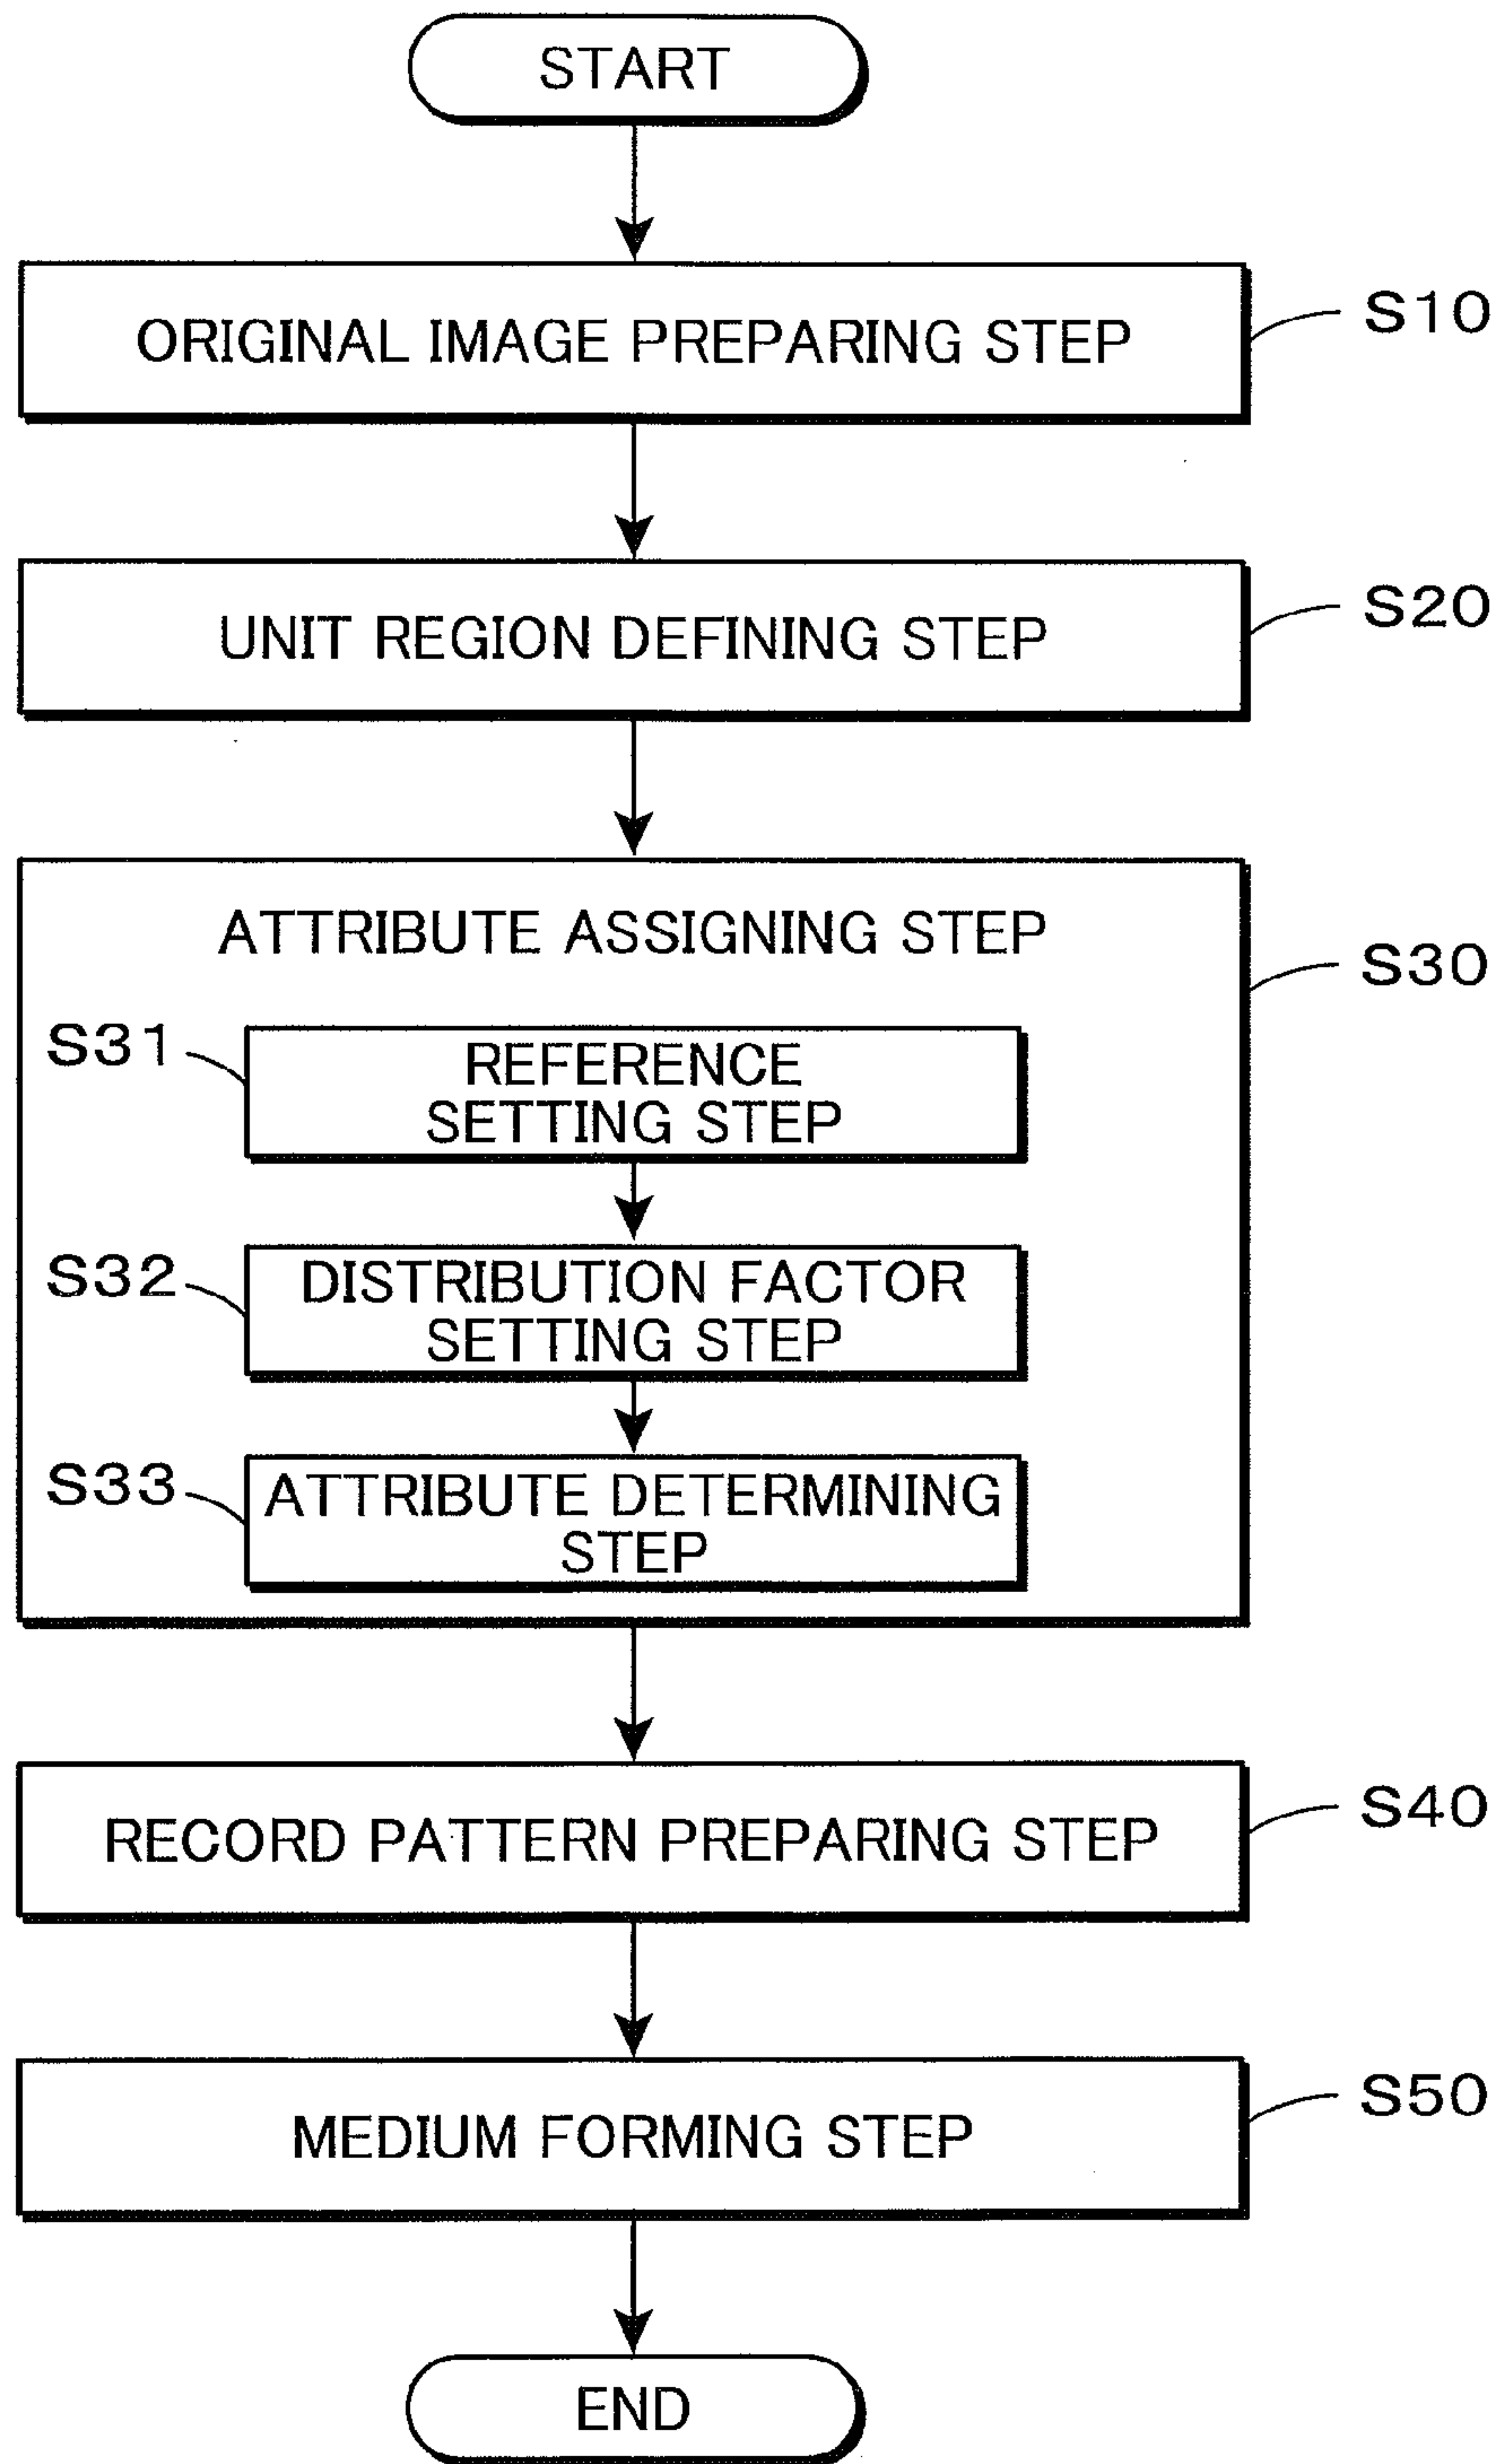 START
ORIGINAL IMAGE PREPARING STEP
S10
UNIT REGION DEFINING STEP
S20
ATTRIBUTE ASSIGNING STEP
S30
S31
REFERENCE
SETTING STEP
S32
DISTRIBUTION FACTOR
SETTING STEP
S33
ATTRIBUTE DETERMINING
STEP
RECORD PATTERN PREPARING STEP
S40
MEDIUM FORMING STEP
S50
END